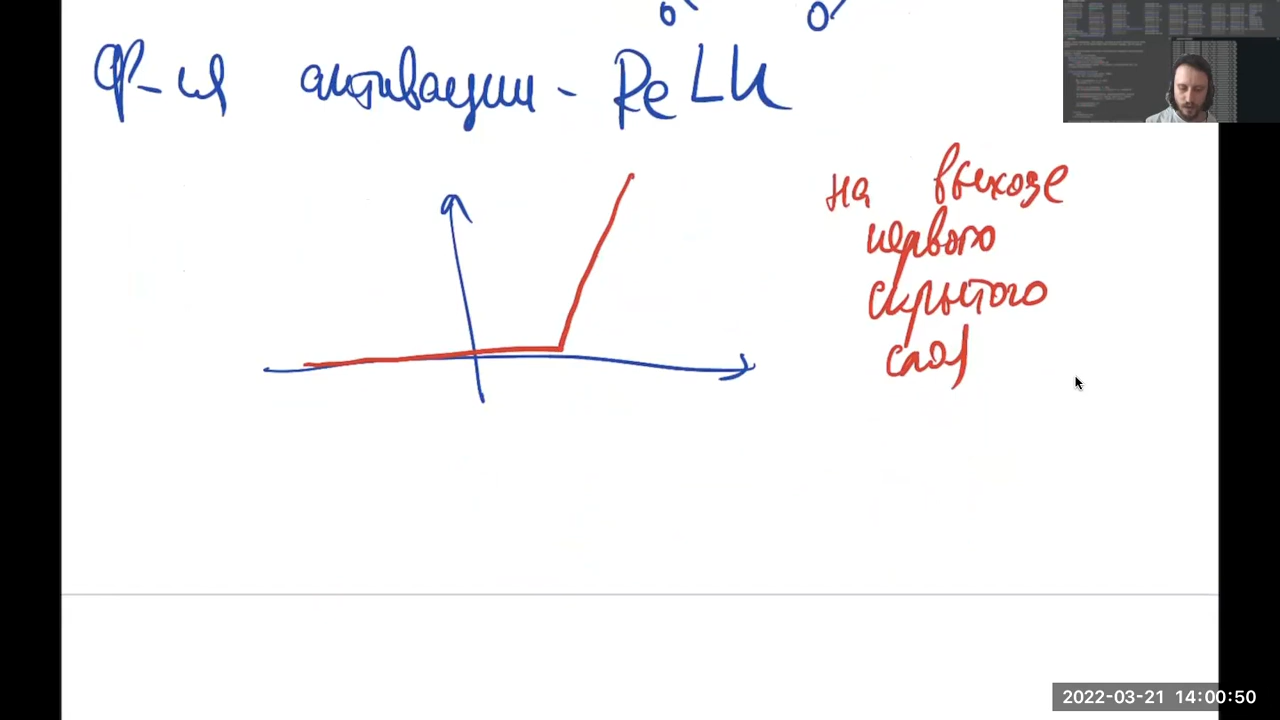 Ф-ия активации - ReLU
на выходе
первого
скрытого
слоя
2022-03-21 14:00:50